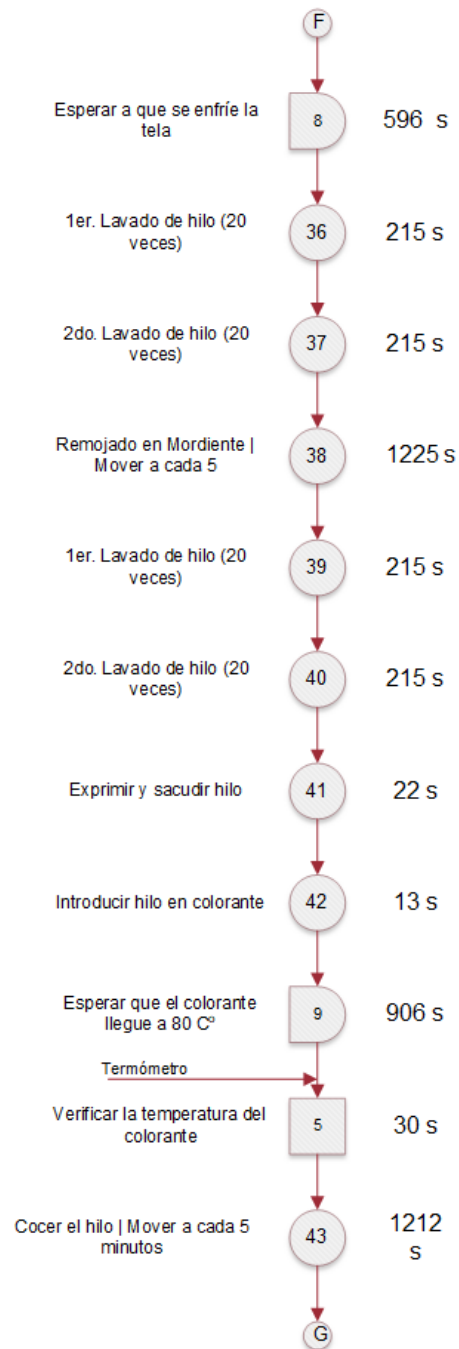 F
Esperar a que se enfríe la
tela
8
596 s
1er. Lavado de hilo (20
veces)
36
215 s
2do. Lavado de hilo (20
veces)
37
215 s
Remojado en Mordiente |
Mover a cada 5
38
1225 s
1er. Lavado de hilo (20
veces)
39
215 s
2do. Lavado de hilo (20
veces)
40
215 s
Exprimir y sacudir hilo
41
22 s
Introducir hilo en colorante
42
13 s
Esperar que el colorante
llegue a 80 Cº
9
906 s
Termómetro
Verificar la temperatura del
colorante
5
30 s
Cocer el hilo | Mover a cada 5
minutos
43
1212
s
G